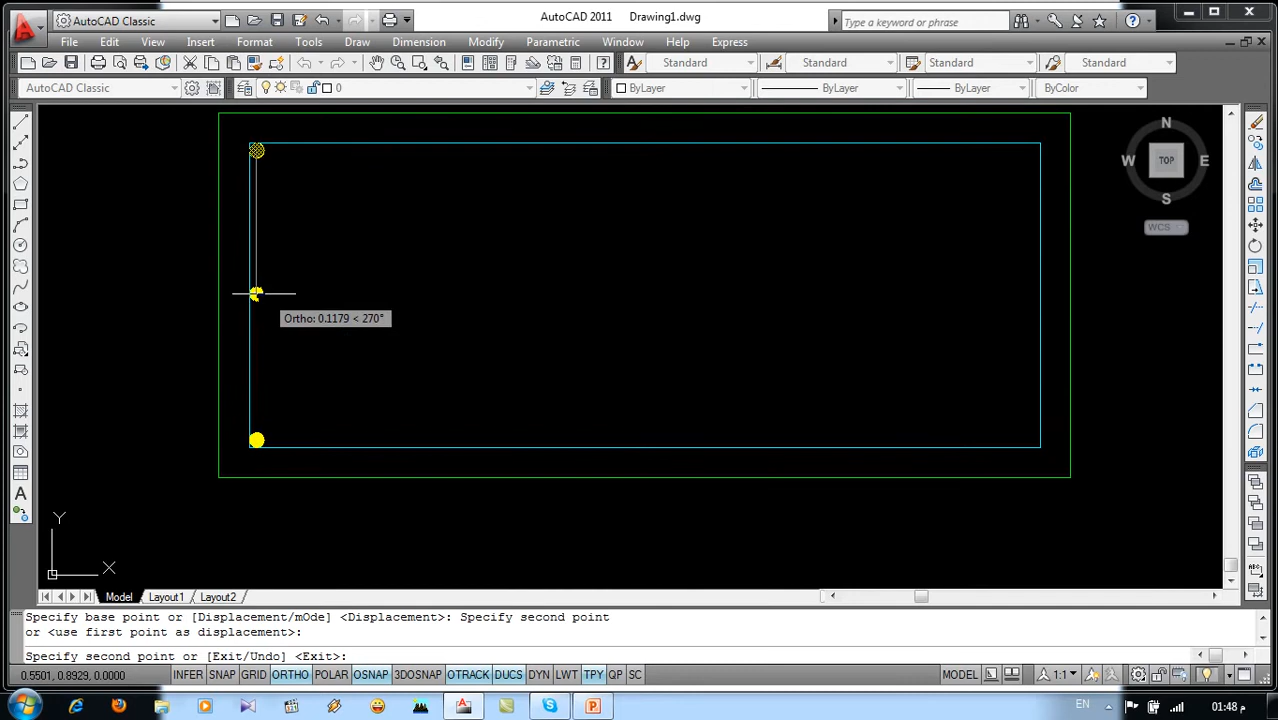 AutoCAD Classic
AutoCAD 2011 Drawing1.dwg
Type a keyword or phrase
File Edit View Insert Format Tools Draw Dimension Modify Parametric Window Help Express
Standard Standard Standard Standard
AutoCAD Classic 0 ByLayer ByLayer ByLayer ByColor
N
W TOP E
S
WCS
Ortho: 0.1179 < 270°
Y
X
Model Layout1 Layout2
Specify base point or [Displacement/mOde] <Displacement>: Specify second point
or <use first point as displacement>:
Specify second point or [Exit/Undo] <Exit>:
0.5501, 0.8929, 0.0000 INFER SNAP GRID ORTHO POLAR OSNAP 3DOSNAP OTRACK DUCS DYN LWT TPY QP SC MODEL 1:1
EN 01:48 م